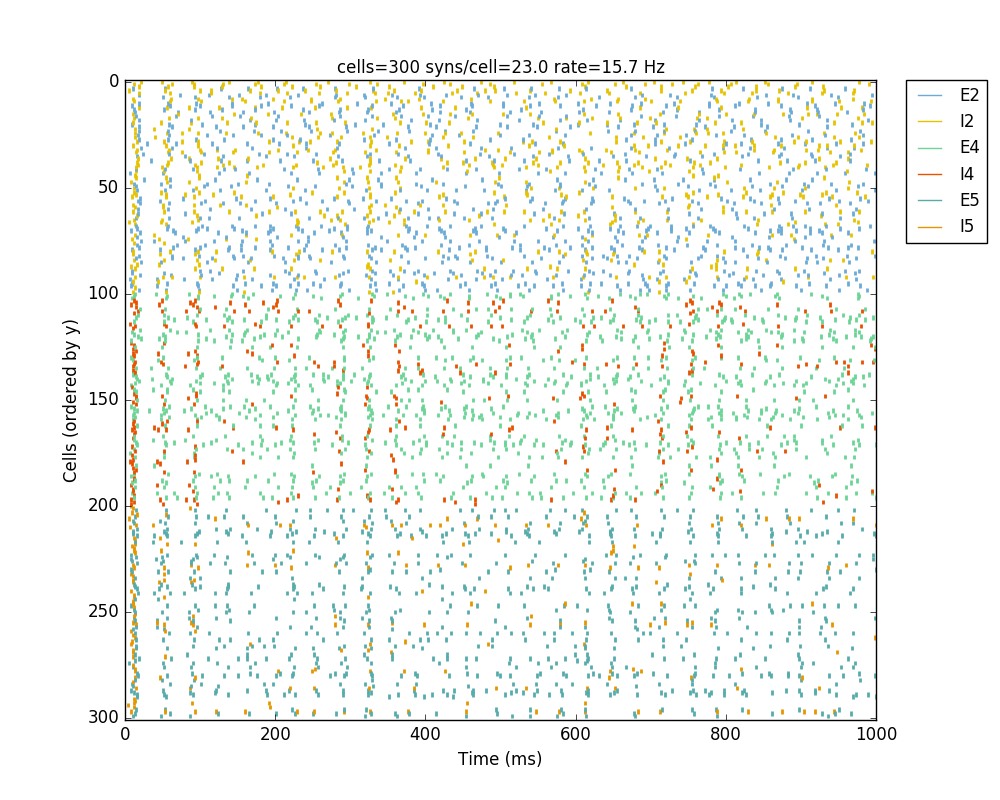 cells=300 syns/cell=23.0 rate=15.7 Hz
0
50
100
150
200
250
300
Cells (ordered by y)
0 200 400 600 800 1000
Time (ms)
E2
I2
E4
I4
E5
I5